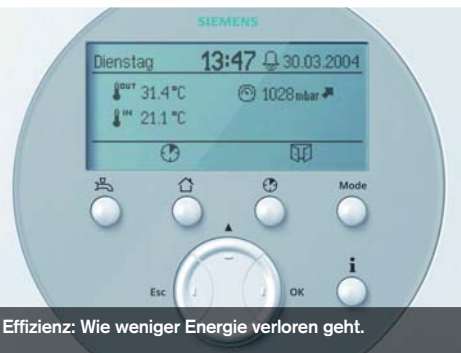 SIEMENS
Dienstag 13:47 30.03.2004
OUT 31.4 °C 1028 mbar
IN 21.1 °C
Mode
i
Esc OK
Effizienz: Wie weniger Energie verloren geht.